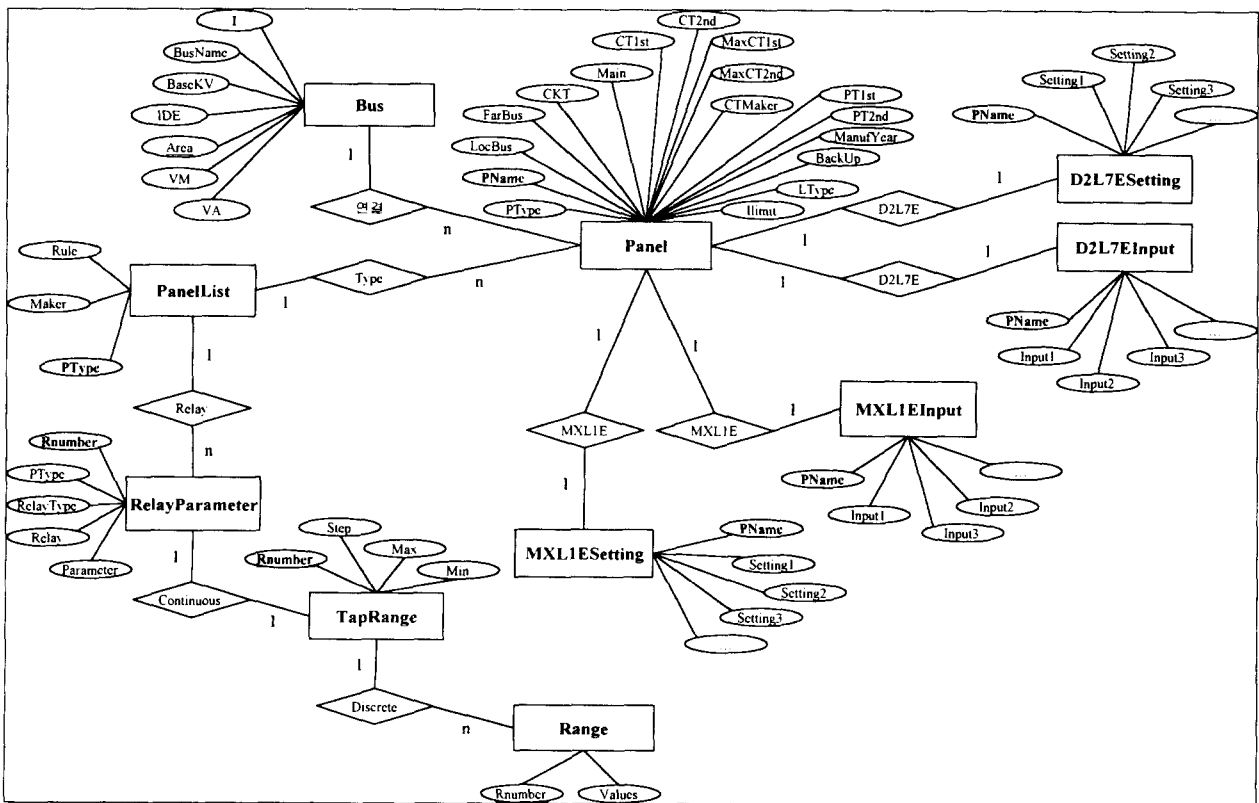 I
BusName
BaseKV
IDE
Area
VM
VA
Bus
1
연결
n
CT2nd
CT1st
MaxCT1st
Main
MaxCT2nd
CKT
CTMaker
FarBus
LocBus
PName
PType
PT1st
PT2nd
ManufYear
BackUp
LType
Ilimit
Panel
Setting2
Setting1
Setting3
PName
....
D2L7ESetting
1
D2L7E
1
1
D2L7EInput
D2L7E
1
PName
....
Input1
Input3
Input2
Rule
Maker
PType
PanelList
1
Type
n
1
Relay
n
Rnumber
PType
RelayType
Relay
Parameter
RelayParameter
1
Continuous
1
Step
Max
Rnumber
Min
TapRange
1
Discrete
n
Range
Rnumber
Values
1
1
MXL1E
MXL1E
1
MXL1EInput
PName
....
Input1
Input2
Input3
1
MXL1ESetting
PName
Setting1
Setting2
Setting3
....